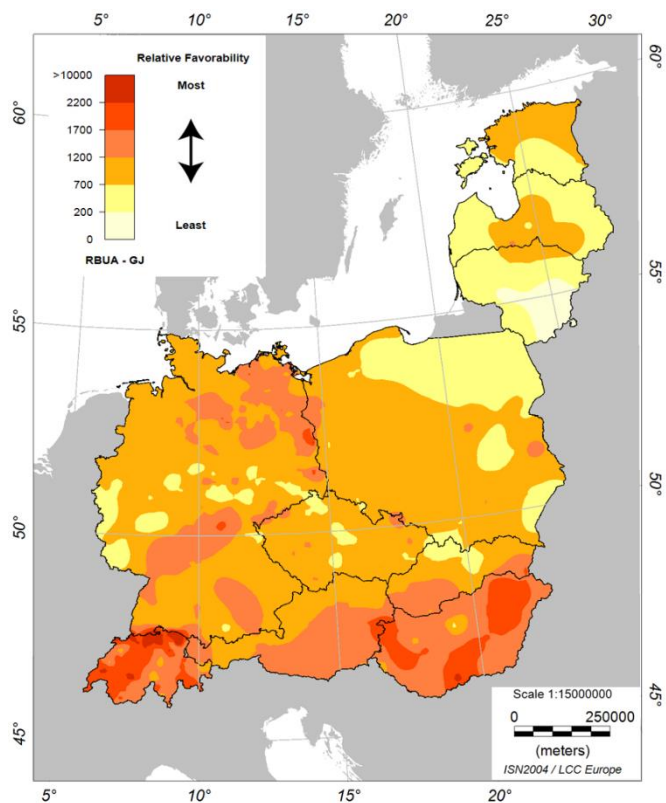 5° 10° 15° 20° 25° 30°
Relative Favorability
>10000
Most
2200
1700
1200
700
200
Least
0
RBUA - GJ
60°
55°
50°
45°
60°
55°
50°
45°
Scale 1:15000000
0 250000
(meters)
ISN2004 / LCC Europe
5° 10° 15° 20°